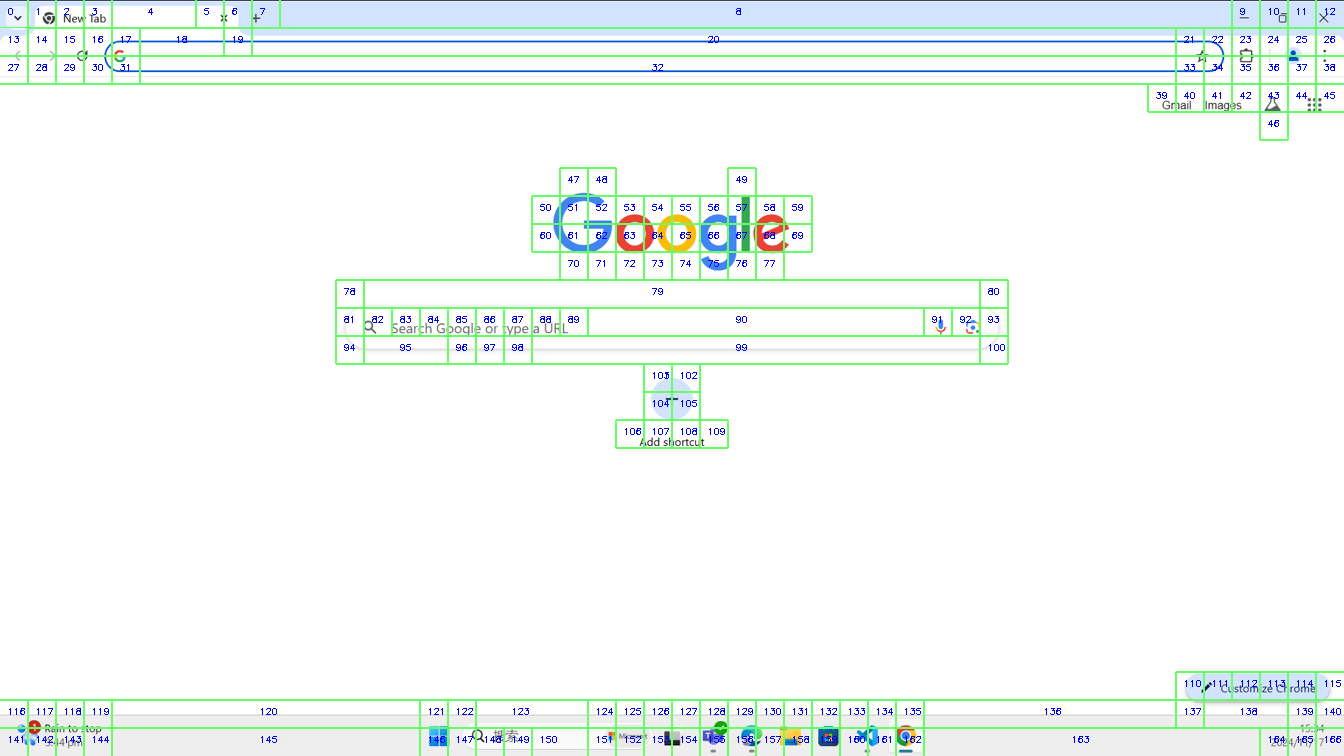 New Tab
Gmail Images
Google
Search Google or type a URL
Add shortcut
Customize Chrome
Rain to stop
搜索
0 1 2 3 4 5 6 7 8 9 10 11 12
13 14 15 16 17 18 19 20 21 22 23 24 25 26
27 28 29 30 31 32 33 34 35 36 37 38
39 40 41 42 43 44 45
46
47 48 49
50 51 52 53 54 55 56 57 58 59
60 61 62 63 64 65 66 67 68 69
70 71 72 73 74 75 76 77
78 79 80
81 82 83 84 85 86 87 88 89 90 91 92 93
94 95 96 97 98 99 100
102
104 105
106 107 108 109
110 111 112 113 114 115
116 117 118 119 120 121 122 123 124 125 126 127 128 129 130 131 132 133 134 135 136 137 138 139 140
141 142 143 144 145 146 147 148 149 150 151 152 153 154 155 156 157 158 159 160 161 162 163 164 165 166